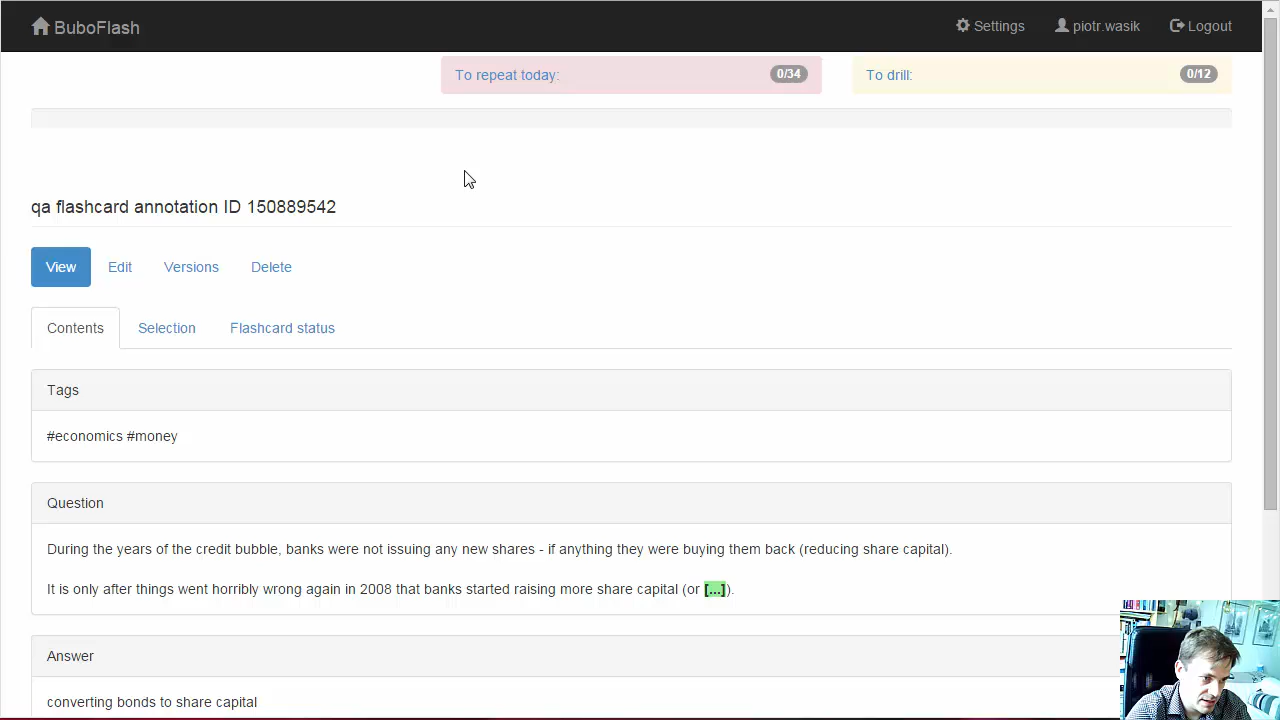 BuboFlash
Settings piotr.wasik Logout
To repeat today: 0/34
To drill: 0/12
qa flashcard annotation ID 150889542
View Edit Versions Delete
Contents Selection Flashcard status
Tags
#economics #money
Question
During the years of the credit bubble, banks were not issuing any new shares - if anything they were buying them back (reducing share capital).
It is only after things went horribly wrong again in 2008 that banks started raising more share capital (or [...]).
Answer
converting bonds to share capital